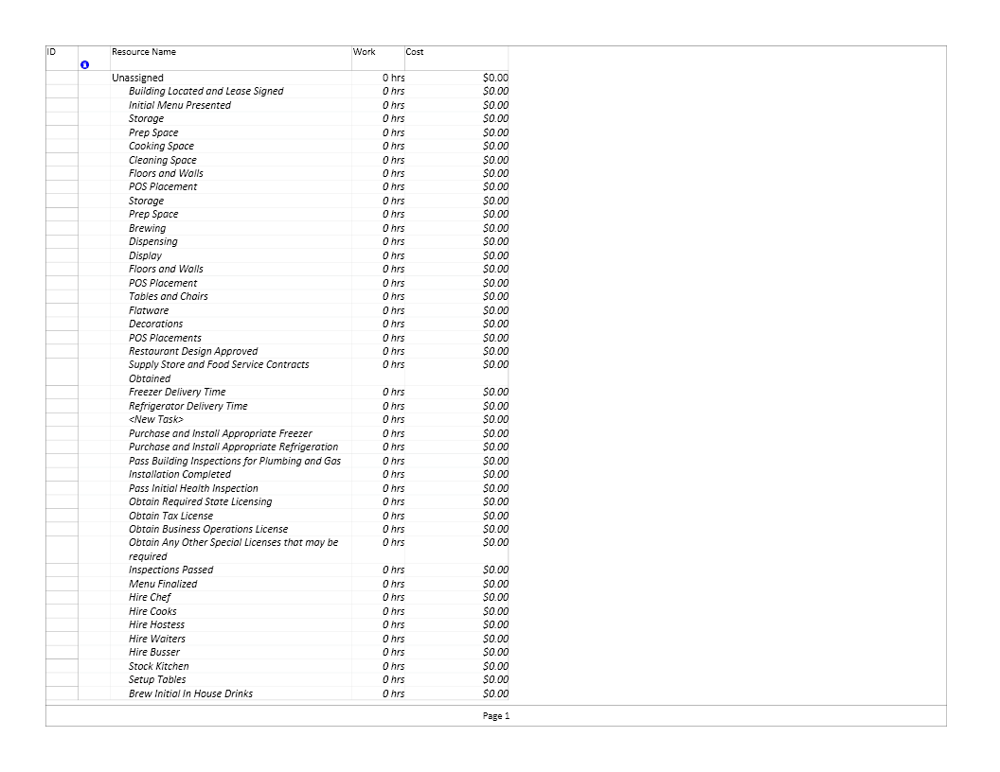 ID Resource Name Work Cost
Unassigned 0 hrs $0.00
Building Located and Lease Signed 0 hrs $0.00
Initial Menu Presented 0 hrs $0.00
Storage 0 hrs $0.00
Prep Space 0 hrs $0.00
Cooking Space 0 hrs $0.00
Cleaning Space 0 hrs $0.00
Floors and Walls 0 hrs $0.00
POS Placement 0 hrs $0.00
Storage 0 hrs $0.00
Prep Space 0 hrs $0.00
Brewing 0 hrs $0.00
Dispensing 0 hrs $0.00
Display 0 hrs $0.00
Floors and Walls 0 hrs $0.00
POS Placement 0 hrs $0.00
Tables and Chairs 0 hrs $0.00
Flatware 0 hrs $0.00
Decorations 0 hrs $0.00
POS Placements 0 hrs $0.00
Restaurant Design Approved 0 hrs $0.00
Supply Store and Food Service Contracts 0 hrs $0.00
Obtained
Freezer Delivery Time 0 hrs $0.00
Refrigerator Delivery Time 0 hrs $0.00
<New Task> 0 hrs $0.00
Purchase and Install Appropriate Freezer 0 hrs $0.00
Purchase and Install Appropriate Refrigeration 0 hrs $0.00
Pass Building Inspections for Plumbing and Gas 0 hrs $0.00
Installation Completed 0 hrs $0.00
Pass Initial Health Inspection 0 hrs $0.00
Obtain Required State Licensing 0 hrs $0.00
Obtain Tax License 0 hrs $0.00
Obtain Business Operations License 0 hrs $0.00
Obtain Any Other Special Licenses that may be 0 hrs $0.00
required
Inspections Passed 0 hrs $0.00
Menu Finalized 0 hrs $0.00
Hire Chef 0 hrs $0.00
Hire Cooks 0 hrs $0.00
Hire Hostess 0 hrs $0.00
Hire Waiters 0 hrs $0.00
Hire Busser 0 hrs $0.00
Stock Kitchen 0 hrs $0.00
Setup Tables 0 hrs $0.00
Brew Initial In House Drinks 0 hrs $0.00
Page 1